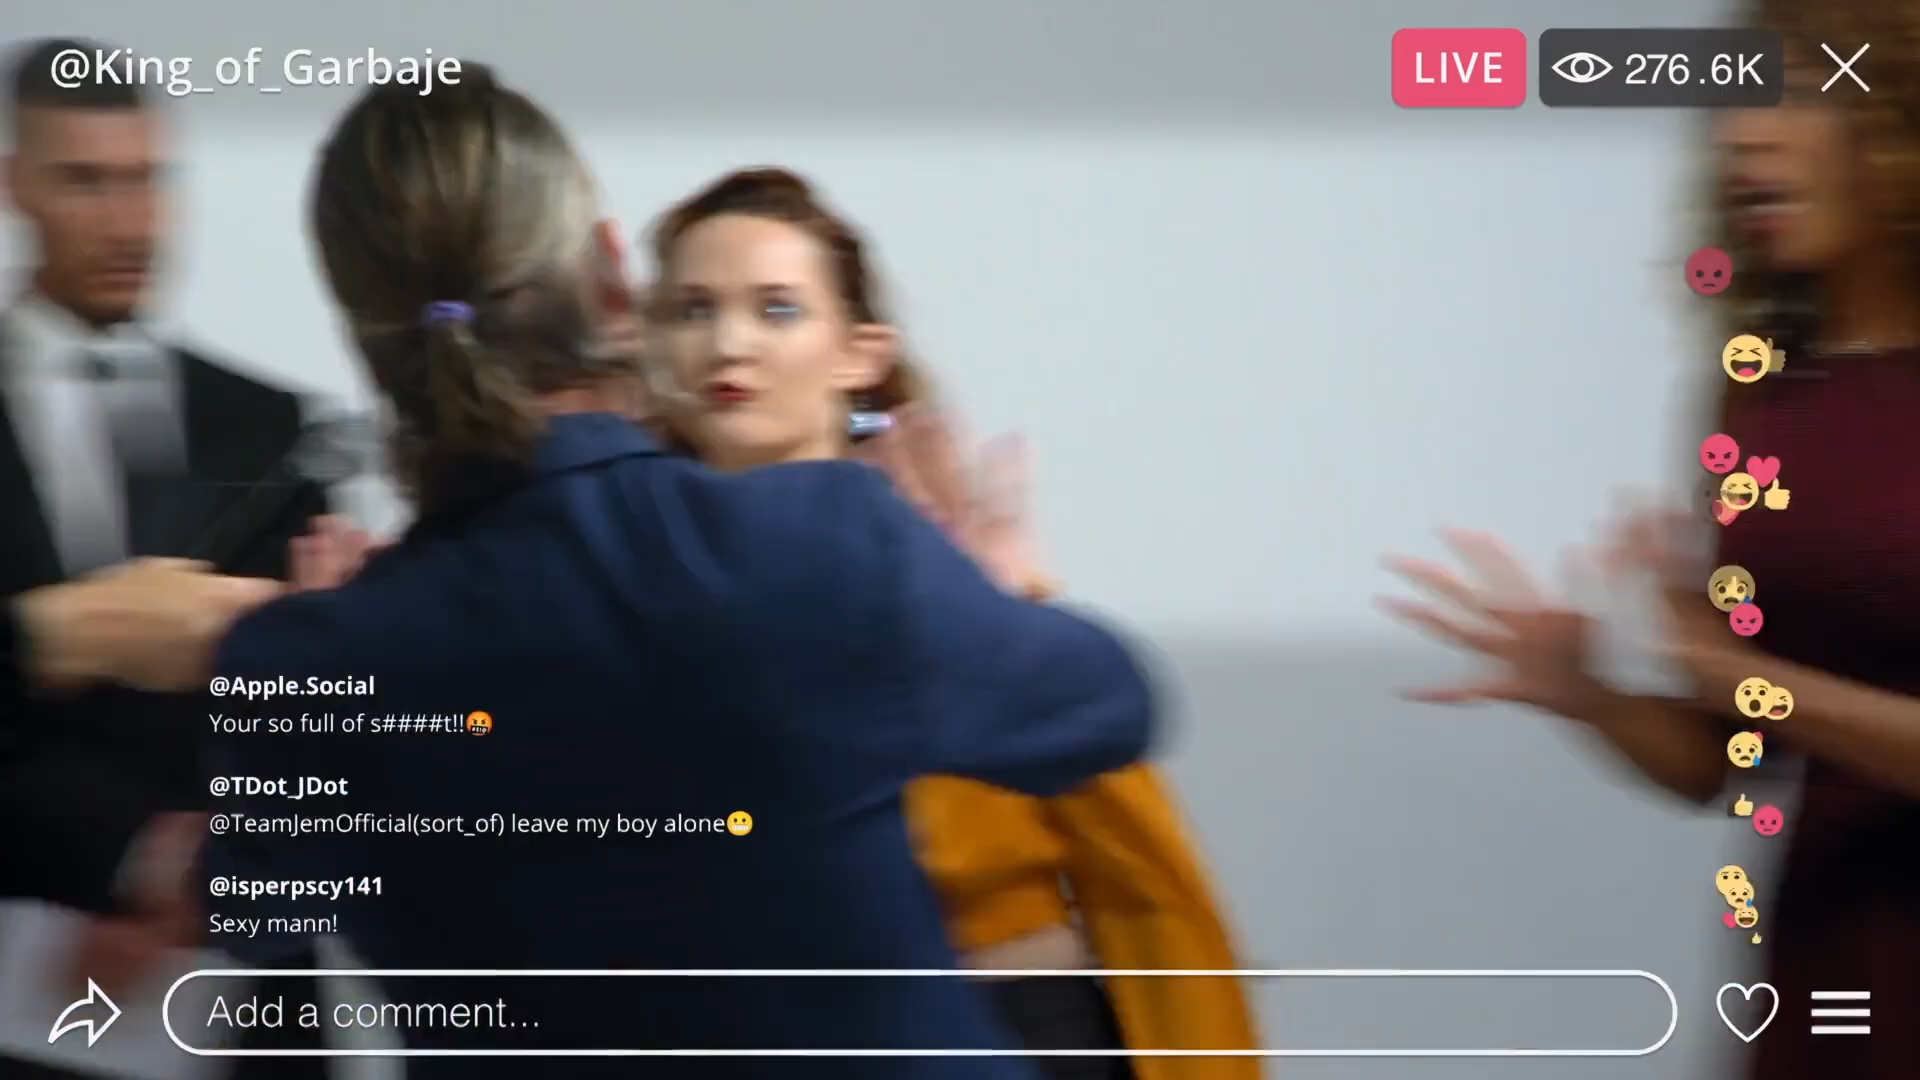 @King_of_Garbaje
LIVE
276.6K
@Apple.Social
Your so full of s####t!!🤬
@TDot_JDot
@TeamJemOfficial(sort_of) leave my boy alone😬
@isperpscy141
Sexy mann!
Add a comment...